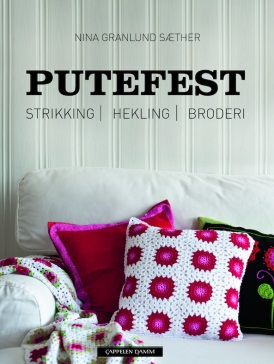 NINA GRANLUND SÆTHER
PUTEFEST
STRIKKING | HEKLING | BRODERI
CAPPELEN DAMM